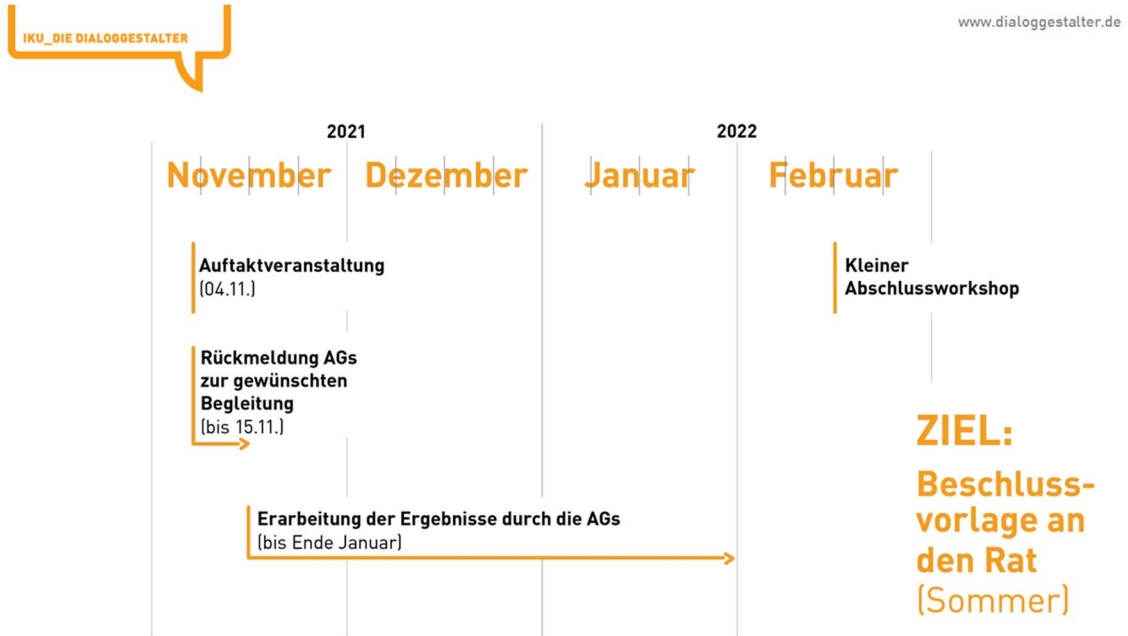 IKU_DIE DIALOGGESTALTER
www.dialoggestalter.de
2021
2022
November
Dezember
Januar
Februar
Auftaktveranstaltung
(04.11.)
Kleiner
Abschlussworkshop
Rückmeldung AGs
zur gewünschten
Begleitung
(bis 15.11.)
Erarbeitung der Ergebnisse durch die AGs
(bis Ende Januar)
ZIEL:
Beschluss-
vorlage an
den Rat
(Sommer)